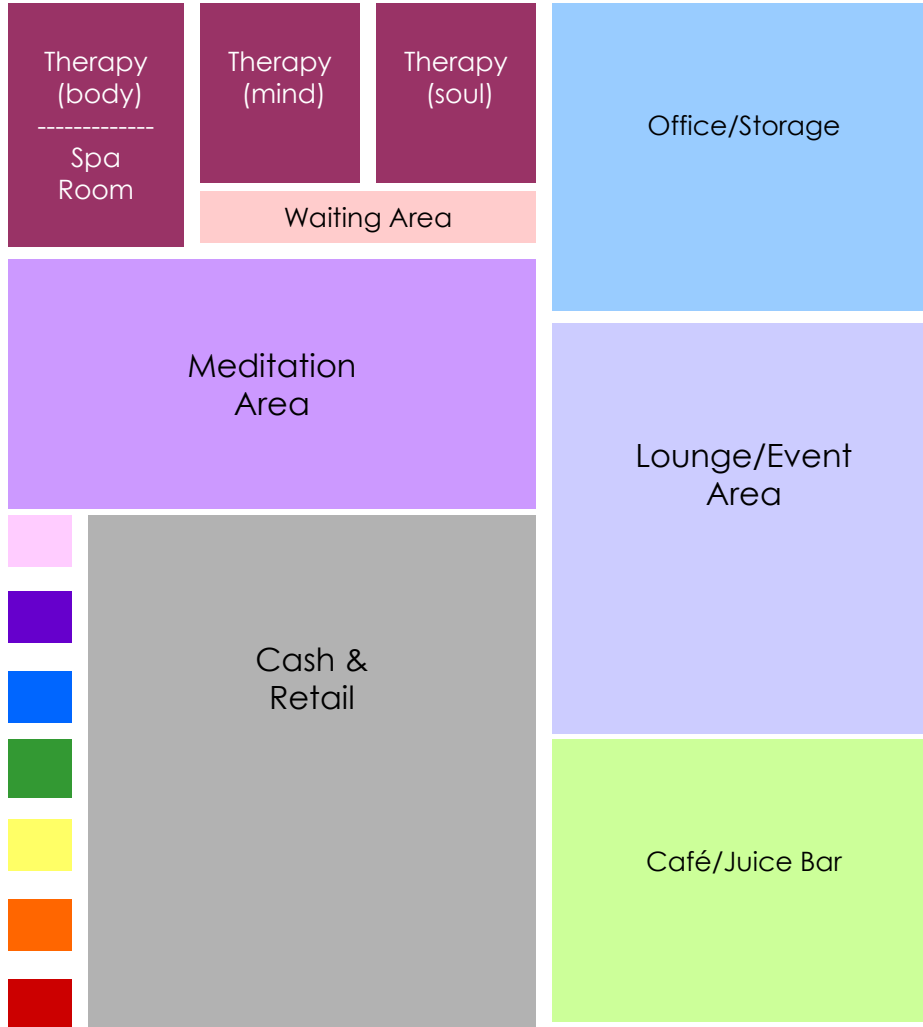 Therapy
(body)
-------------
Spa
Room
Therapy
(mind)
Therapy
(soul)
Office/Storage
Waiting Area
Meditation
Area
Lounge/Event
Area
Cash &
Retail
Café/Juice Bar